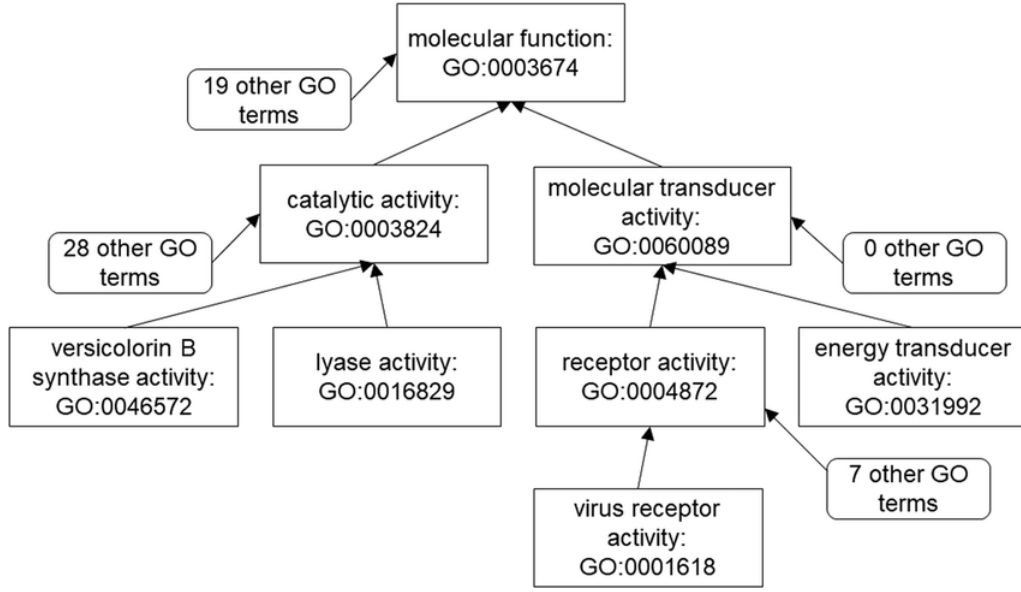 molecular function:
GO:0003674
19 other GO
terms
catalytic activity:
GO:0003824
molecular transducer
activity:
GO:0060089
28 other GO
terms
0 other GO
terms
versicolorin B
synthase activity:
GO:0046572
lyase activity:
GO:0016829
receptor activity:
GO:0004872
energy transducer
activity:
GO:0031992
7 other GO
terms
virus receptor
activity:
GO:0001618